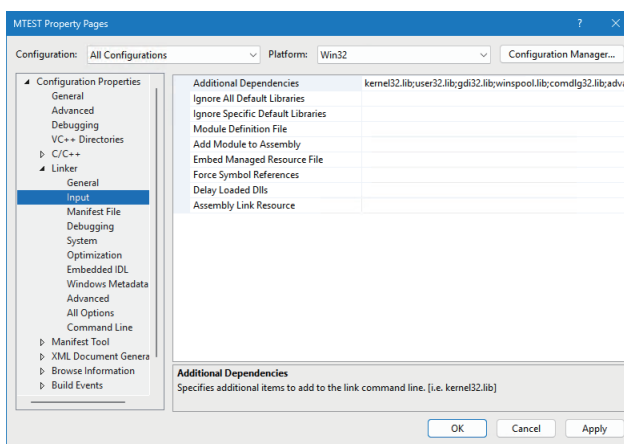 MTEST Property Pages
? ×
Configuration: All Configurations Platform: Win32 Configuration Manager...
Configuration Properties
General
Advanced
Debugging
VC++ Directories
C/C++
Linker
General
Input
Manifest File
Debugging
System
Optimization
Embedded IDL
Windows Metadata
Advanced
All Options
Command Line
Manifest Tool
XML Document Genera
Browse Information
Build Events
Additional Dependencies kernel32.lib;user32.lib;gdi32.lib;winspool.lib;comdlg32.lib;adva
Ignore All Default Libraries
Ignore Specific Default Libraries
Module Definition File
Add Module to Assembly
Embed Managed Resource File
Force Symbol References
Delay Loaded Dlls
Assembly Link Resource
Additional Dependencies
Specifies additional items to add to the link command line. [i.e. kernel32.lib]
OK Cancel Apply